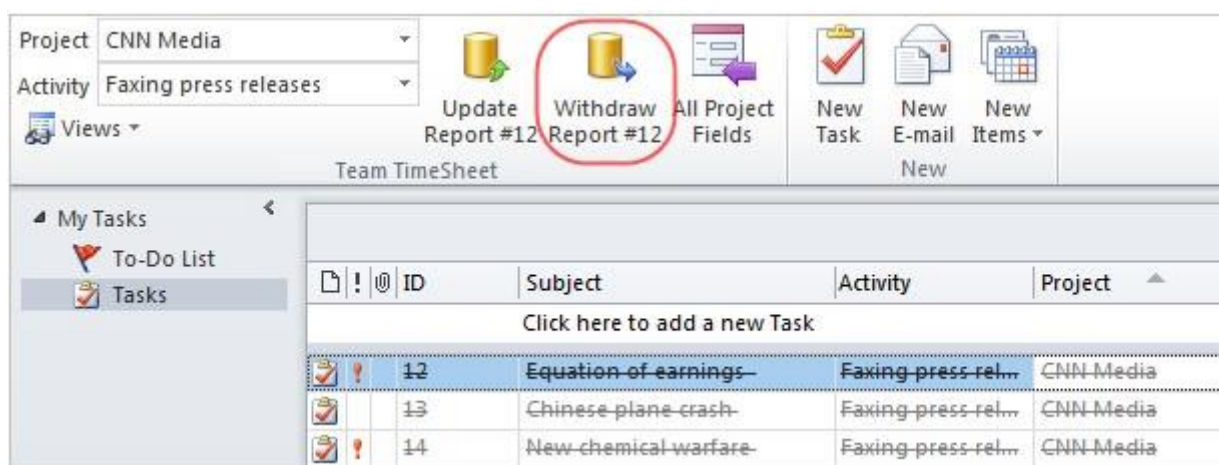 Project CNN Media
Activity Faxing press releases
Views
Update Report #12
Withdraw Report #12
All Project Fields
Team TimeSheet
New Task
New E-mail
New Items
New
My Tasks
To-Do List
Tasks
! ID Subject Activity Project
Click here to add a new Task
! 12 Equation of earnings Faxing press rel... CNN Media
13 Chinese plane crash Faxing press rel... CNN Media
! 14 New chemical warfare Faxing press rel... CNN Media